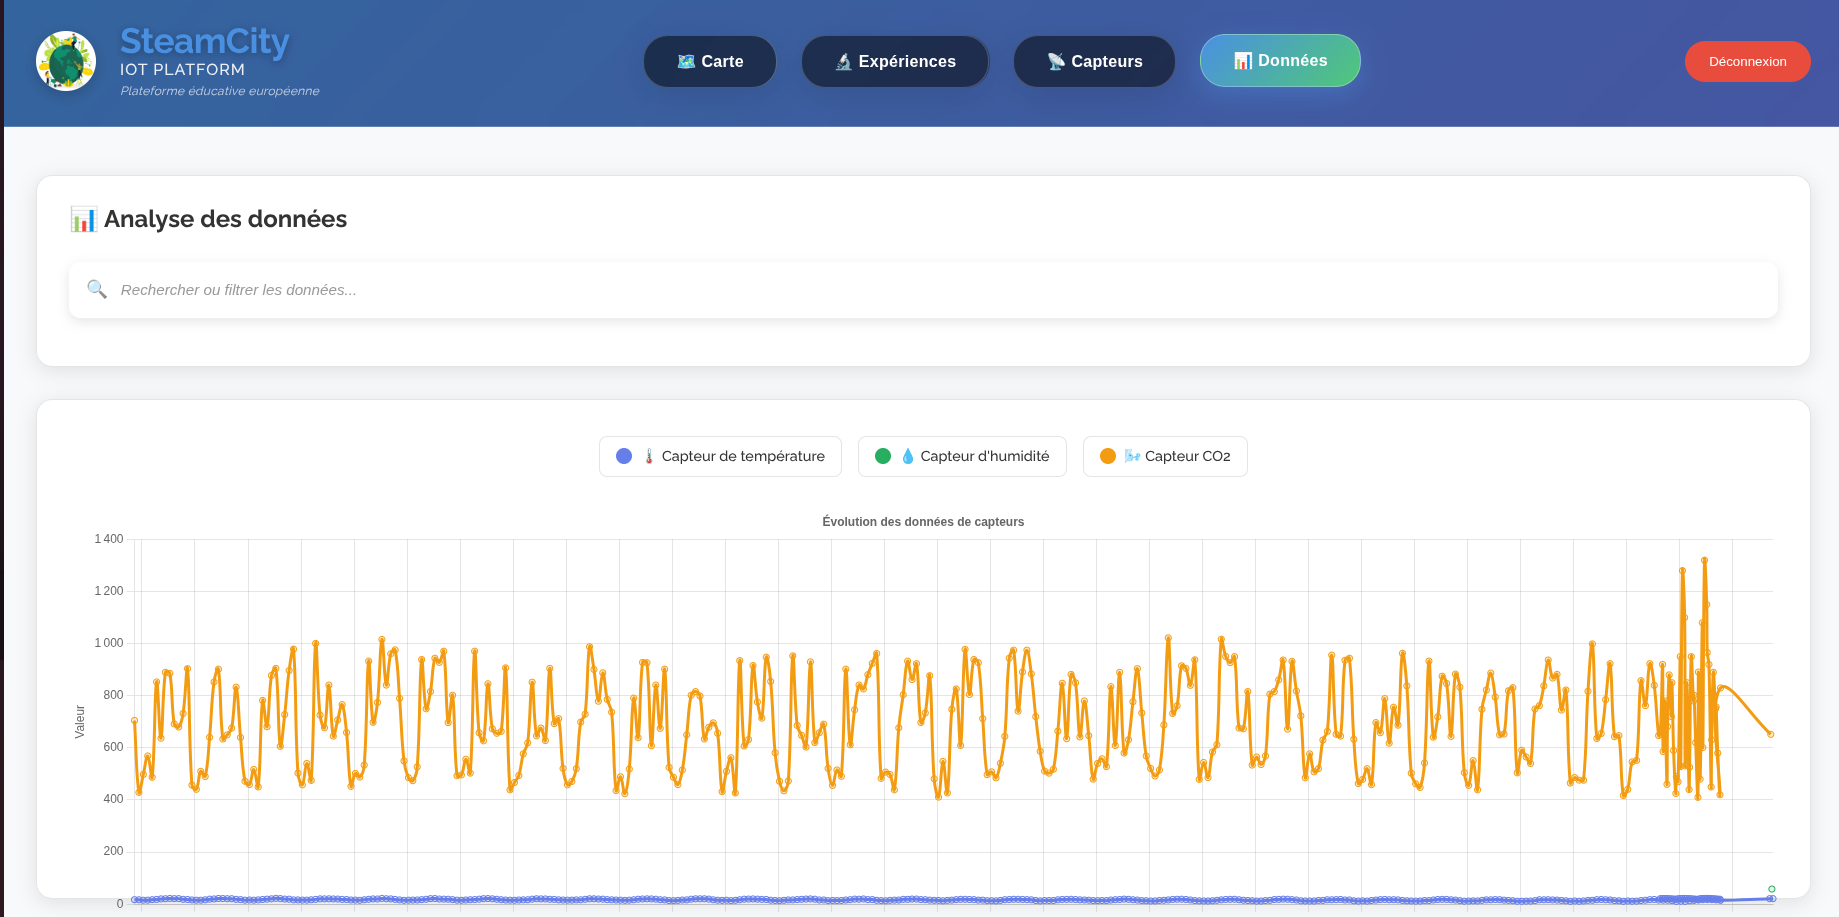 SteamCity
IOT PLATFORM
Plateforme éducative européenne
Carte
Expériences
Capteurs
Données
Déconnexion
Analyse des données
Rechercher ou filtrer les données...
Capteur de température
Capteur d'humidité
Capteur CO2
Évolution des données de capteurs
Valeur
1 400
1 200
1 000
800
600
400
200
0